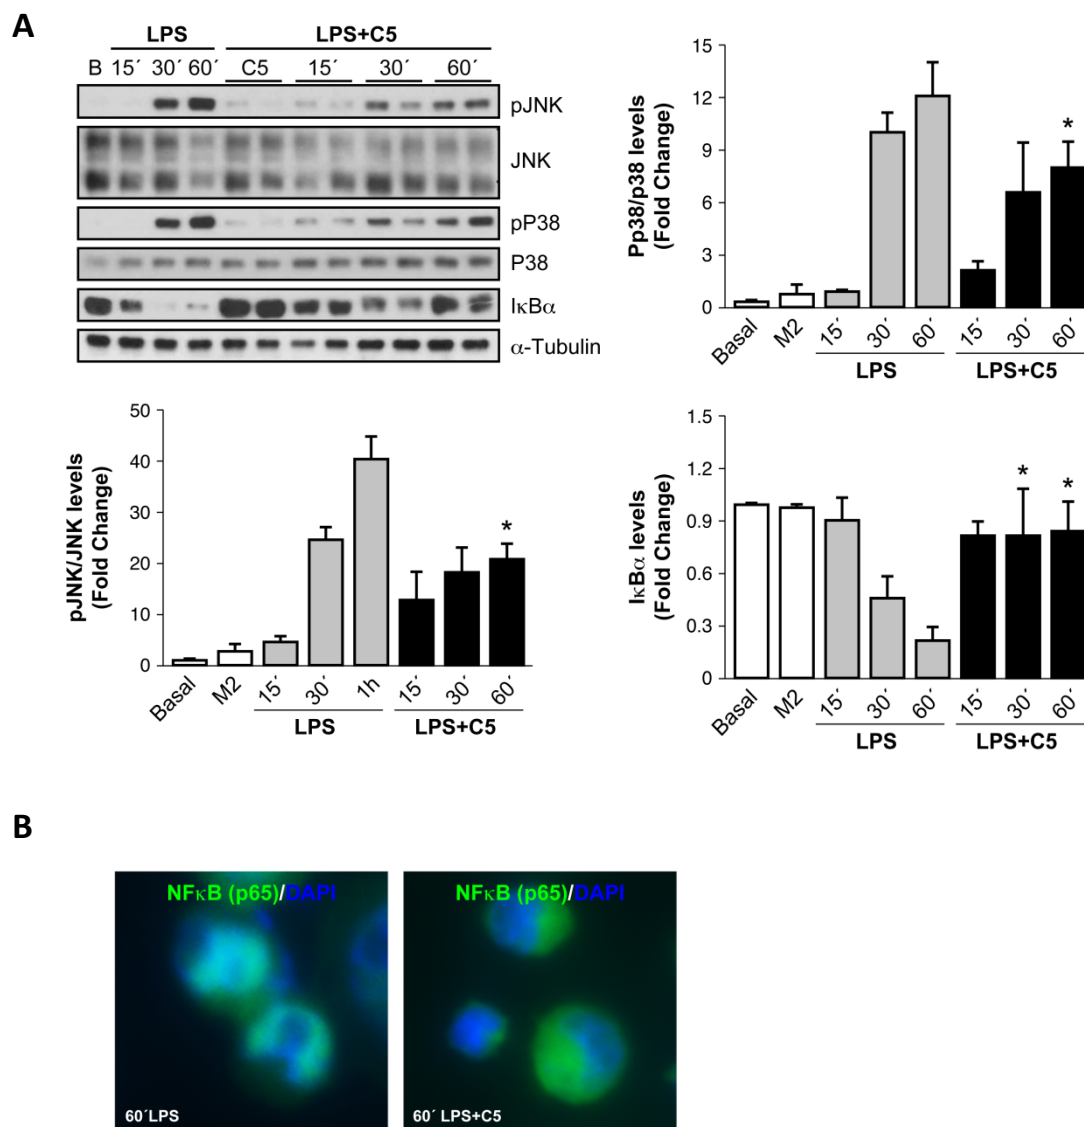 A
LPS LPS+C5
B 15´ 30´ 60´ C5 15´ 30´ 60´
pJNK
JNK
pP38
P38
IκBα
α-Tubulin
Pp38/p38 levels
(Fold Change)
15
12
9
6
3
0
*
Basal M2 15´ 30´ 60´ 15´ 30´ 60´
LPS LPS+C5
pJNK/JNK levels
(Fold Change)
50
40
30
20
10
0
*
Basal M2 15´ 30´ 1h 15´ 30´ 60´
LPS LPS+C5
IκBα levels
(Fold Change)
1.5
1.2
0.9
0.6
0.3
0
* *
Basal M2 15´ 30´ 60´ 15´ 30´ 60´
LPS LPS+C5
B
NFκB (p65)/DAPI
60´LPS
NFκB (p65)/DAPI
60´ LPS+C5